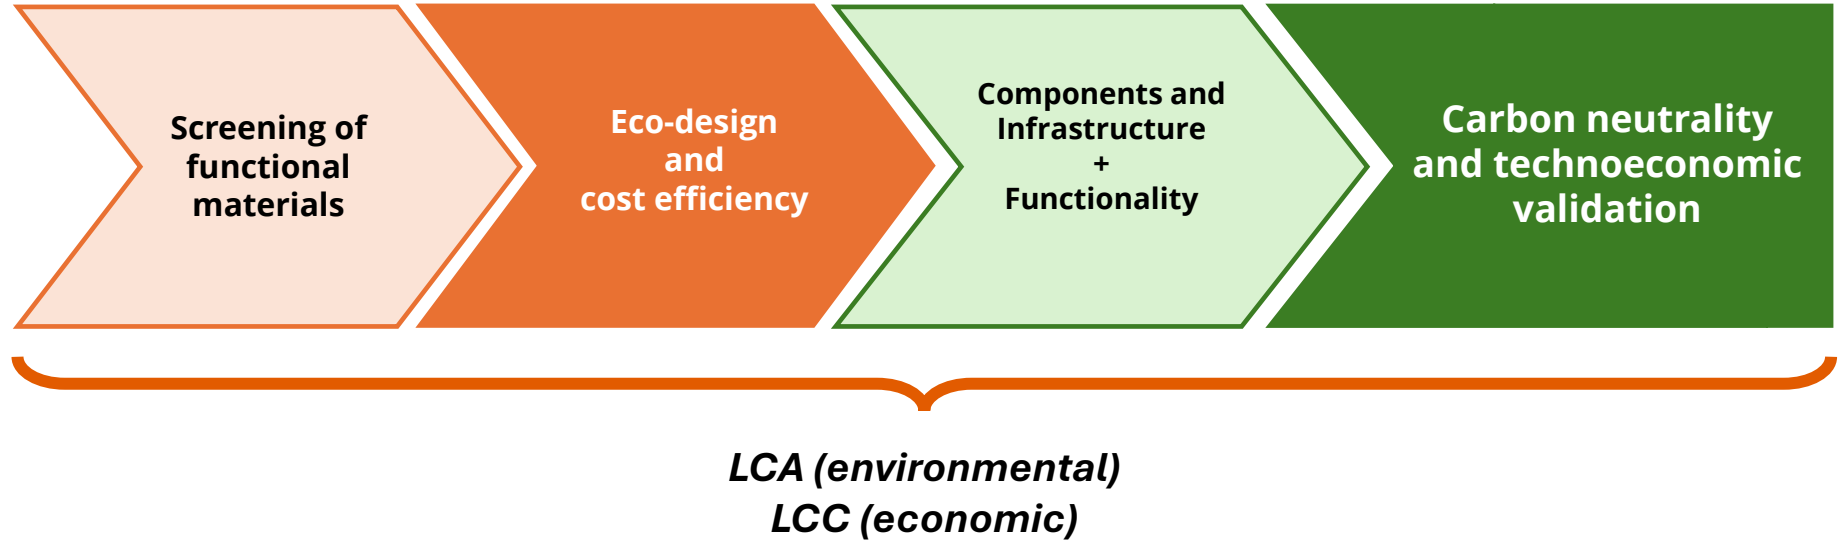 Screening of
functional
materials
Eco-design
and
cost efficiency
Components and
Infrastructure
+
Functionality
Carbon neutrality
and technoeconomic
validation
LCA (environmental)
LCC (economic)